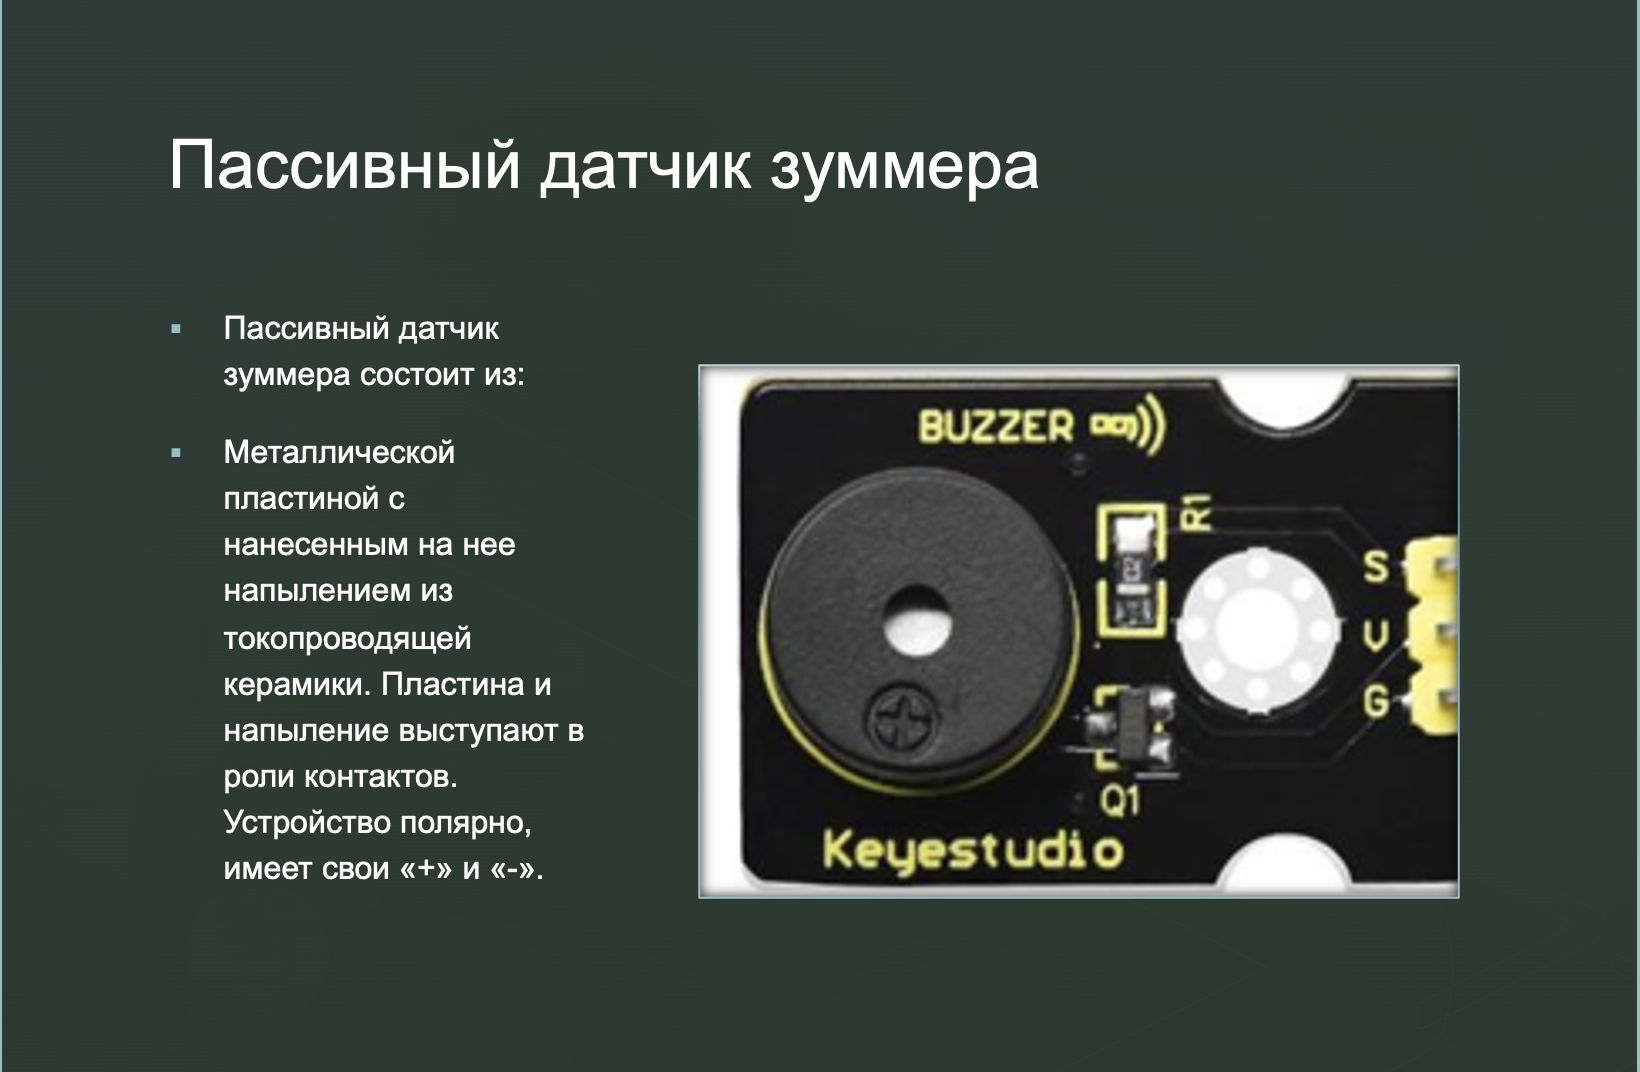 Пассивный датчик зуммера
Пассивный датчик
зуммера состоит из:
Металлической
пластиной с
нанесенным на нее
напылением из
токопроводящей
керамики. Пластина и
напыление выступают в
роли контактов.
Устройство полярно,
имеет свои «+» и «-».
BUZZER
R1
S
V
G
Q1
Keyestudio